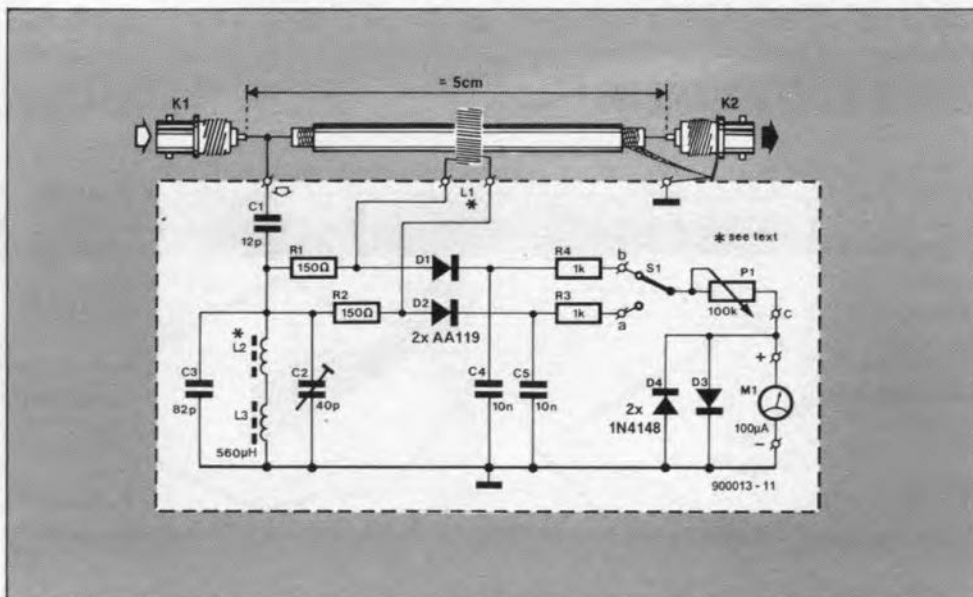 = 5cm
K1
K2
L1
*
C1
12p
* see text
R1
150Ω
D1
R4
1k
b
S1
P1
100k
R2
150Ω
D2
R3
1k
a
c
2x AA119
*
L2
C3
82p
C2
40p
C4
10n
C5
10n
D4
D3
+
M1
2x
1N4148
100µA
–
L3
560µH
900013 - 11